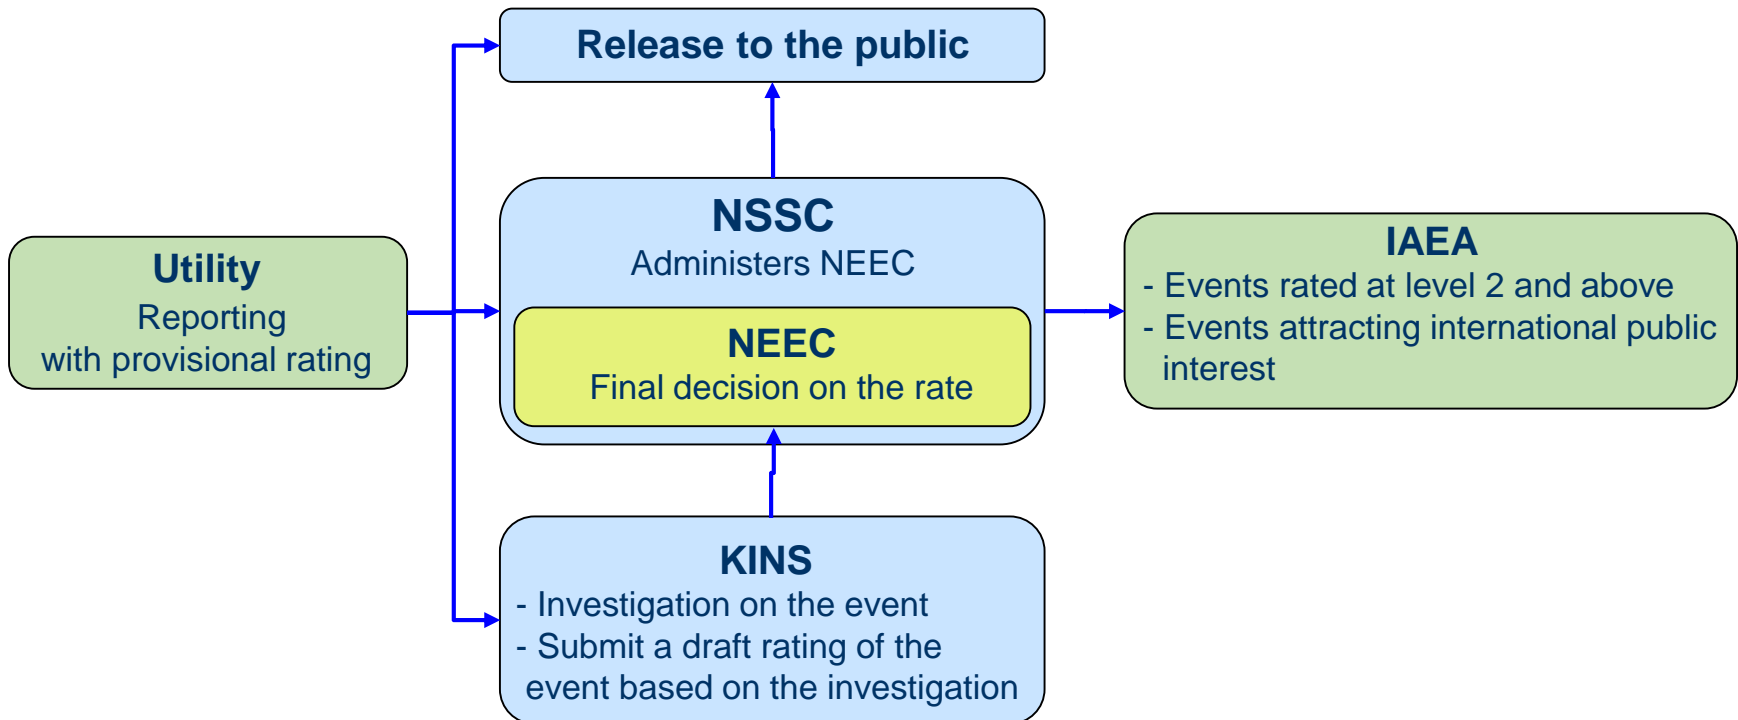 Release to the public
NSSC
Administers NEEC
Utility
Reporting
with provisional rating
NEEC
Final decision on the rate
IAEA
- Events rated at level 2 and above
- Events attracting international public
interest
KINS
- Investigation on the event
- Submit a draft rating of the
event based on the investigation